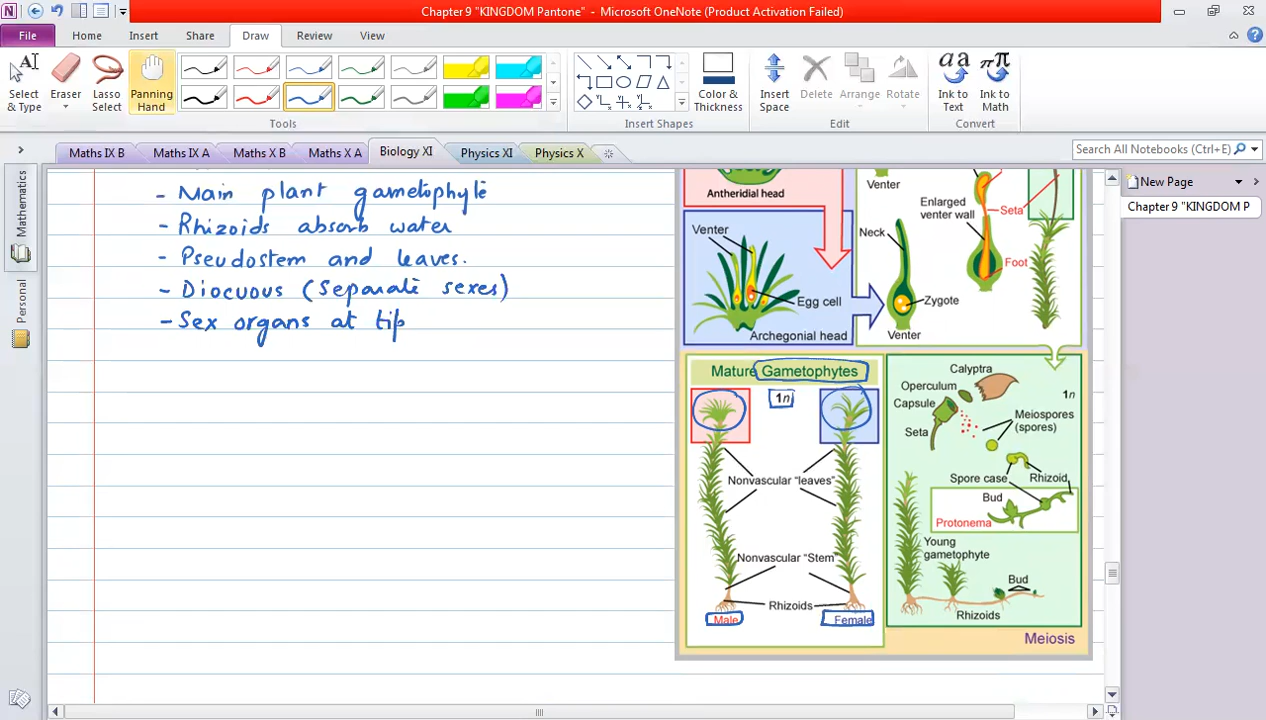 Chapter 9 "KINGDOM Pantone" - Microsoft OneNote (Product Activation Failed)
File Home Insert Share Draw Review View
Select & Type
Eraser
Lasso Select
Panning Hand
Color & Thickness
Insert Space
Delete
Arrange
Rotate
Ink to Text
Ink to Math
Tools
Insert Shapes
Edit
Convert
Maths IX B Maths IX A Maths X B Maths X A Biology XI Physics XI Physics X
Search All Notebooks (Ctrl+E)
New Page
Chapter 9 "KINGDOM P
Mathematics
Personal
- Main plant gametophyte
- Rhizoids absorb water
- Pseudostem and leaves.
- Diocuous (Separate sexes)
- Sex organs at tip
Antheridial head
Venter
Enlarged venter wall
Seta
Neck
Foot
Venter
Egg cell
Zygote
Archegonial head
Venter
Mature Gametophytes
1n
Nonvascular "leaves"
Nonvascular "Stem"
Rhizoids
Male
Female
Calyptra
Operculum
1n
Capsule
Meiospores (spores)
Seta
Spore case
Rhizoid
Bud
Protonema
Young gametophyte
Bud
Rhizoids
Meiosis